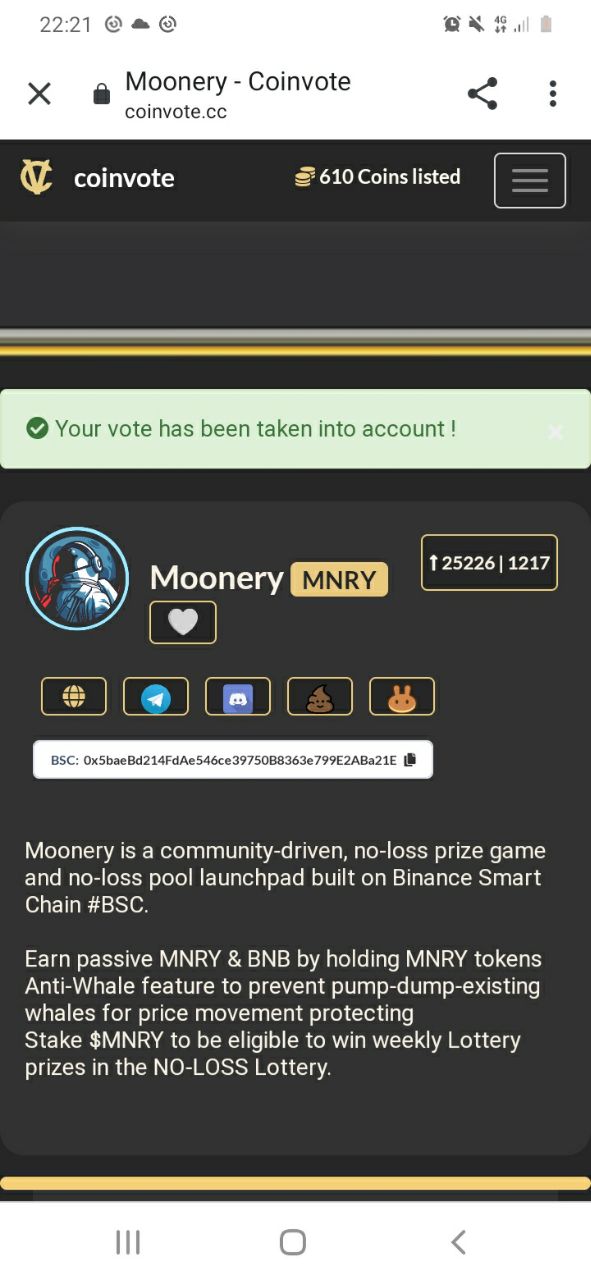 22:21
4G
Moonery - Coinvote
coinvote.cc
coinvote
610 Coins listed
Your vote has been taken into account !
×
Moonery MNRY
25226 | 1217
BSC: 0x5baeBd214FdAe546ce39750B8363e799E2ABa21E
Moonery is a community-driven, no-loss prize game
and no-loss pool launchpad built on Binance Smart
Chain #BSC.
Earn passive MNRY & BNB by holding MNRY tokens
Anti-Whale feature to prevent pump-dump-existing
whales for price movement protecting
Stake $MNRY to be eligible to win weekly Lottery
prizes in the NO-LOSS Lottery.